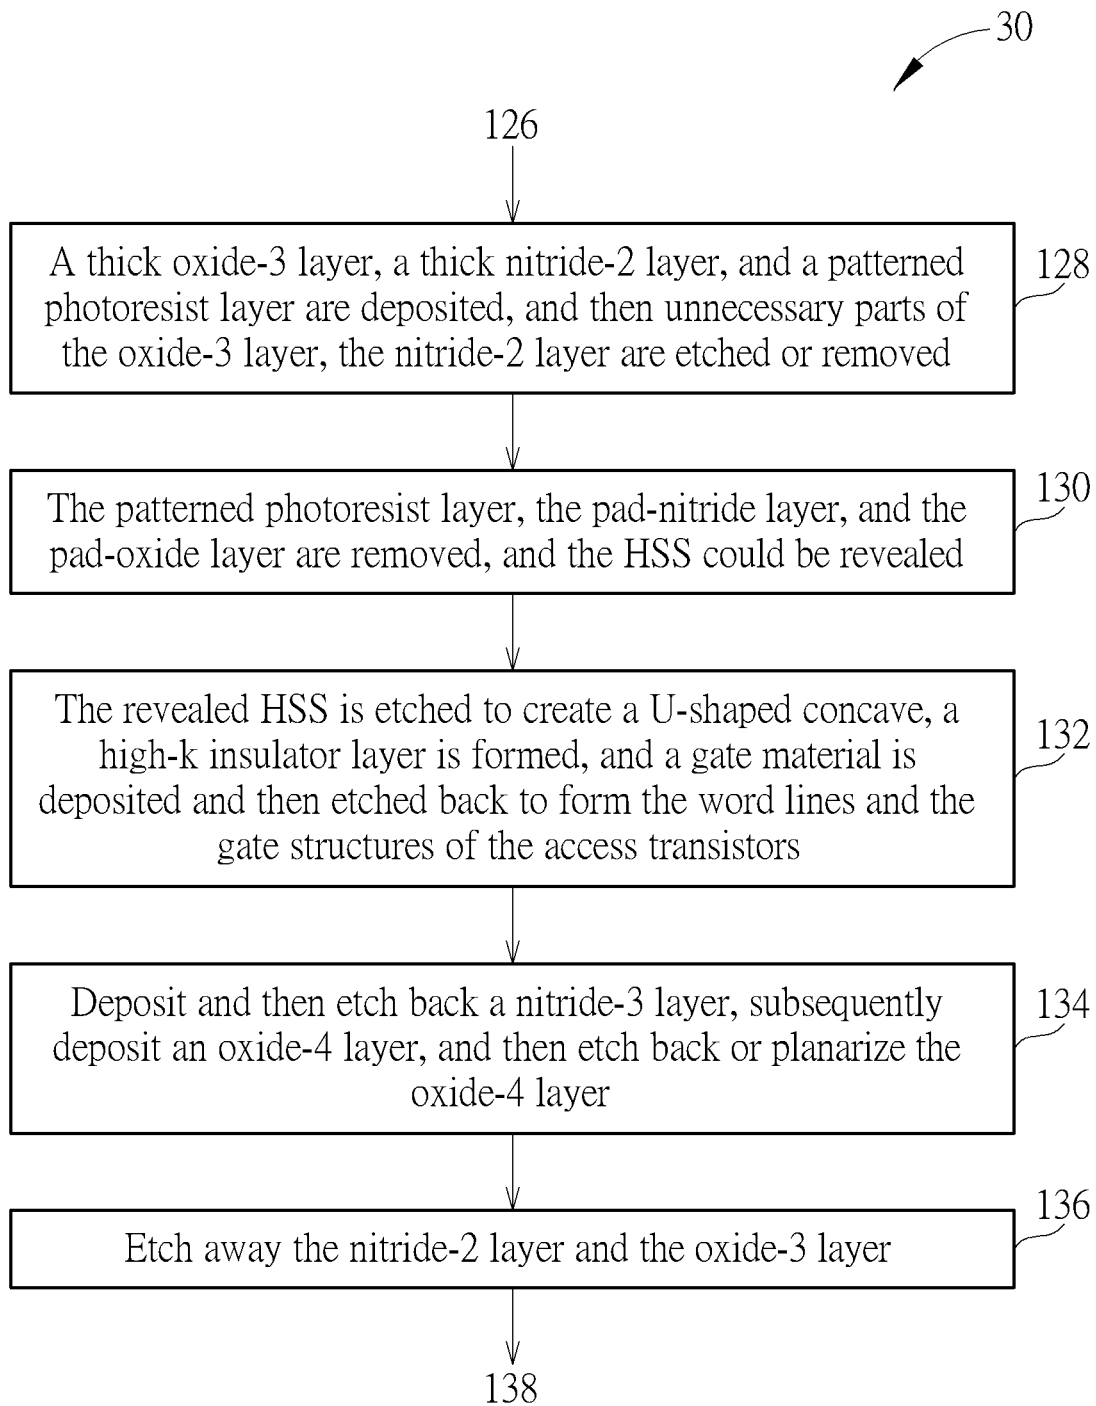 30
126
A thick oxide-3 layer, a thick nitride-2 layer, and a patterned
photoresist layer are deposited, and then unnecessary parts of
the oxide-3 layer, the nitride-2 layer are etched or removed
128
The patterned photoresist layer, the pad-nitride layer, and the
pad-oxide layer are removed, and the HSS could be revealed
130
The revealed HSS is etched to create a U-shaped concave, a
high-k insulator layer is formed, and a gate material is
deposited and then etched back to form the word lines and the
gate structures of the access transistors
132
Deposit and then etch back a nitride-3 layer, subsequently
deposit an oxide-4 layer, and then etch back or planarize the
oxide-4 layer
134
Etch away the nitride-2 layer and the oxide-3 layer
136
138